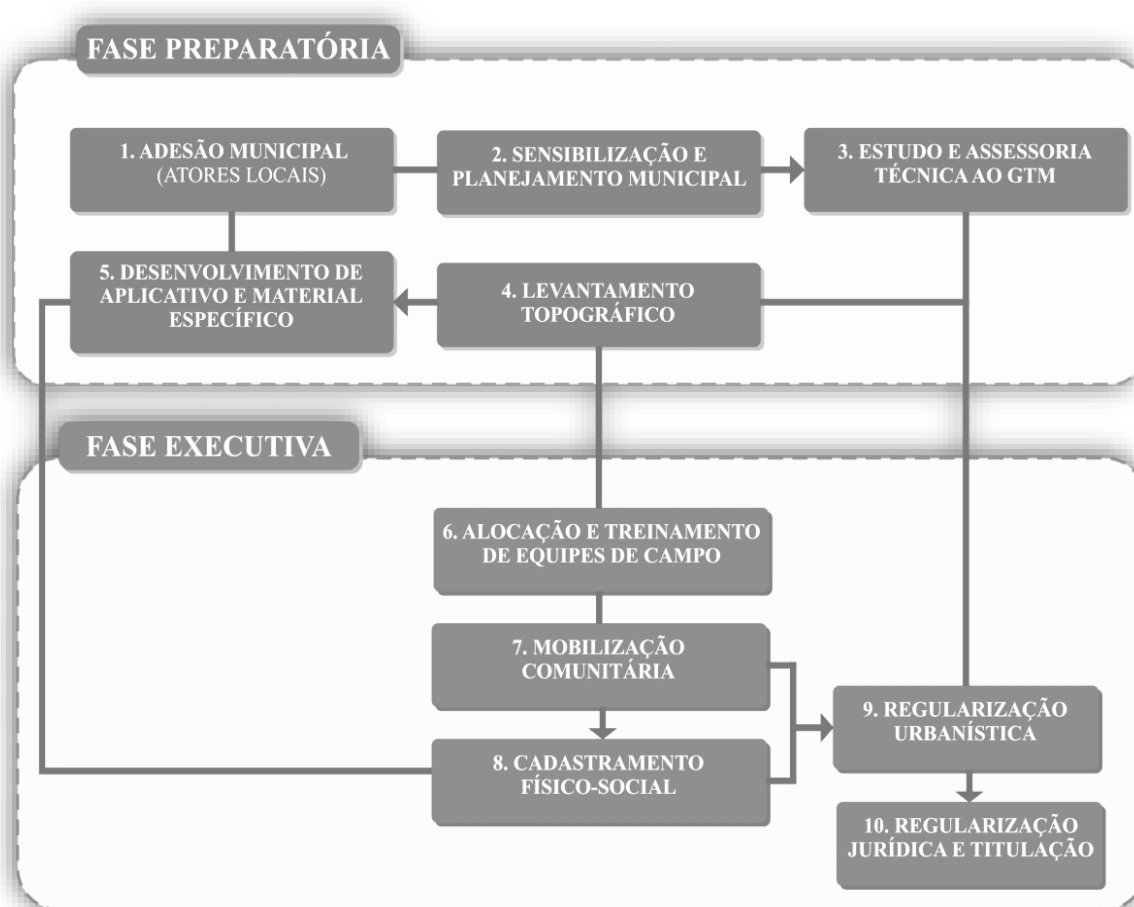 FASE PREPARATÓRIA
1. ADESÃO MUNICIPAL
(ATORES LOCAIS)
2. SENSIBILIZAÇÃO E
PLANEJAMENTO MUNICIPAL
3. ESTUDO E ASSESSORIA
TÉCNICA AO GTM
4. LEVANTAMENTO
TOPOGRÁFICO
5. DESENVOLVIMENTO DE
APLICATIVO E MATERIAL
ESPECÍFICO
FASE EXECUTIVA
6. ALOCAÇÃO E TREINAMENTO
DE EQUIPES DE CAMPO
7. MOBILIZAÇÃO
COMUNITÁRIA
8. CADASTRAMENTO
FÍSICO-SOCIAL
9. REGULARIZAÇÃO
URBANÍSTICA
10. REGULARIZAÇÃO
JURÍDICA E TITULAÇÃO